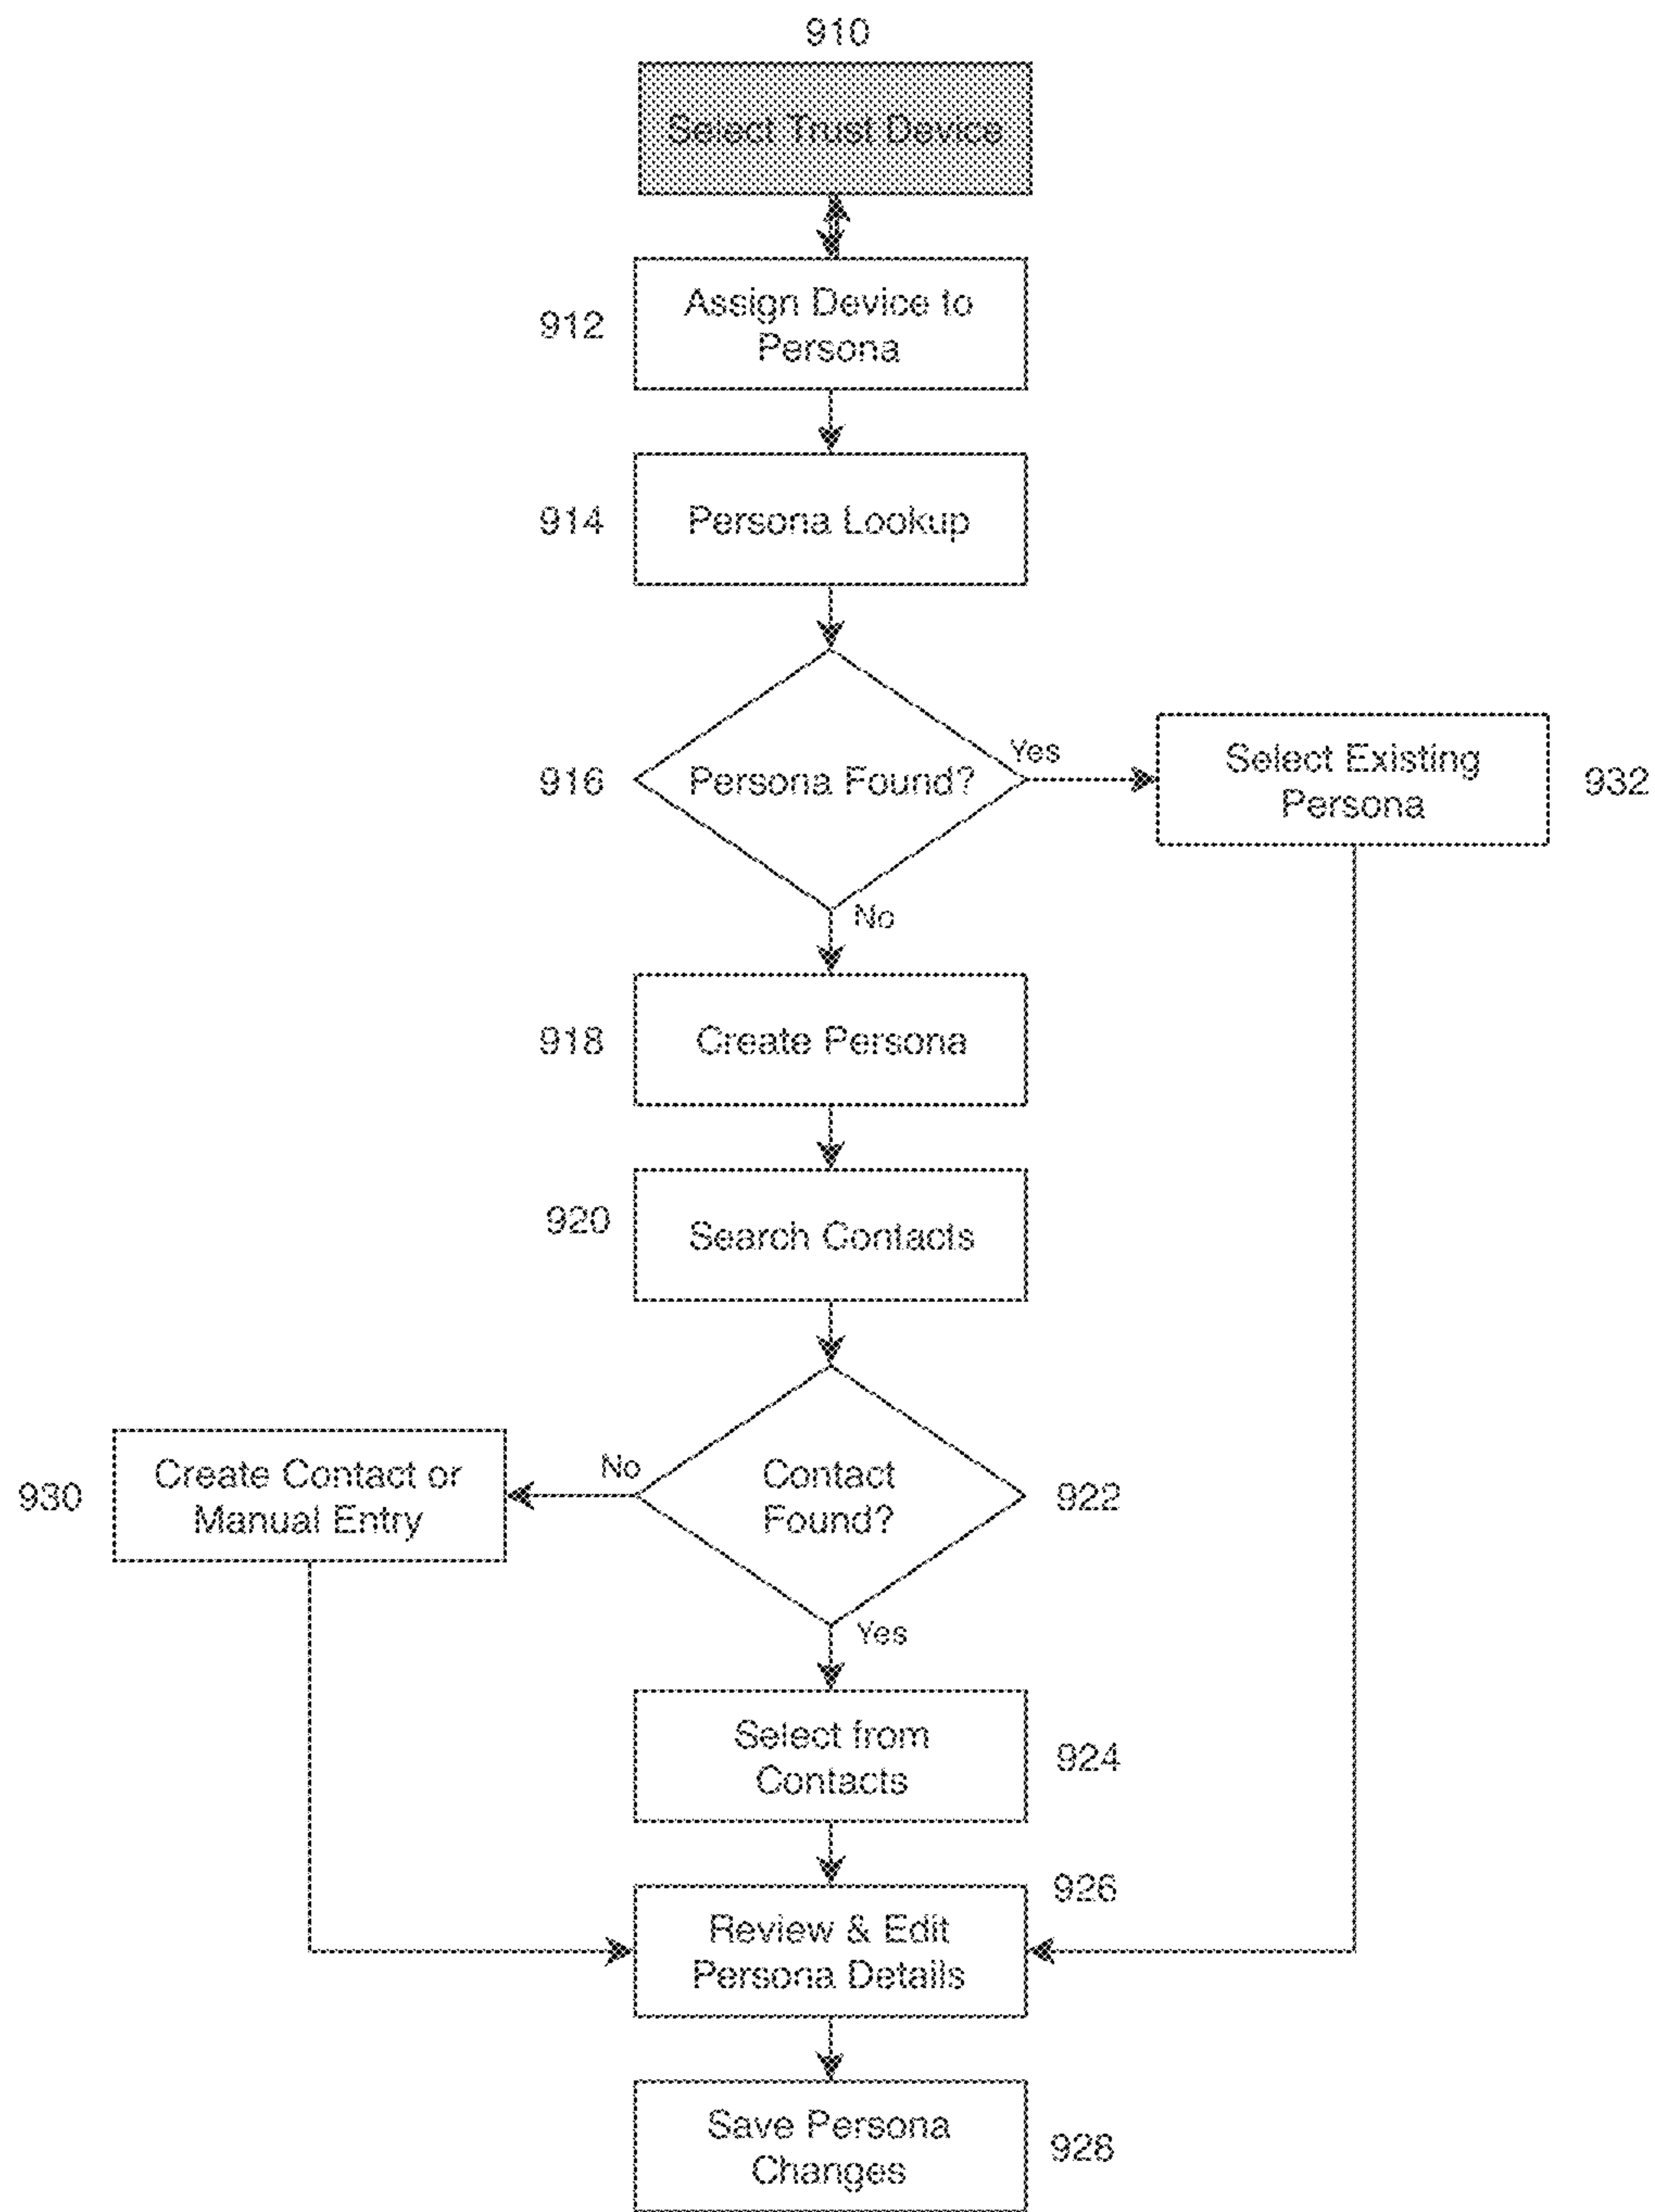 910
Select Trust Device
912
Assign Device to
Persona
914
Persona Lookup
916
Persona Found?
Yes
Select Existing
Persona
932
No
918
Create Persona
920
Search Contacts
930
Create Contact or
Manual Entry
No
Contact
Found?
922
Yes
Select from
Contacts
924
926
Review & Edit
Persona Details
Save Persona
Changes
928